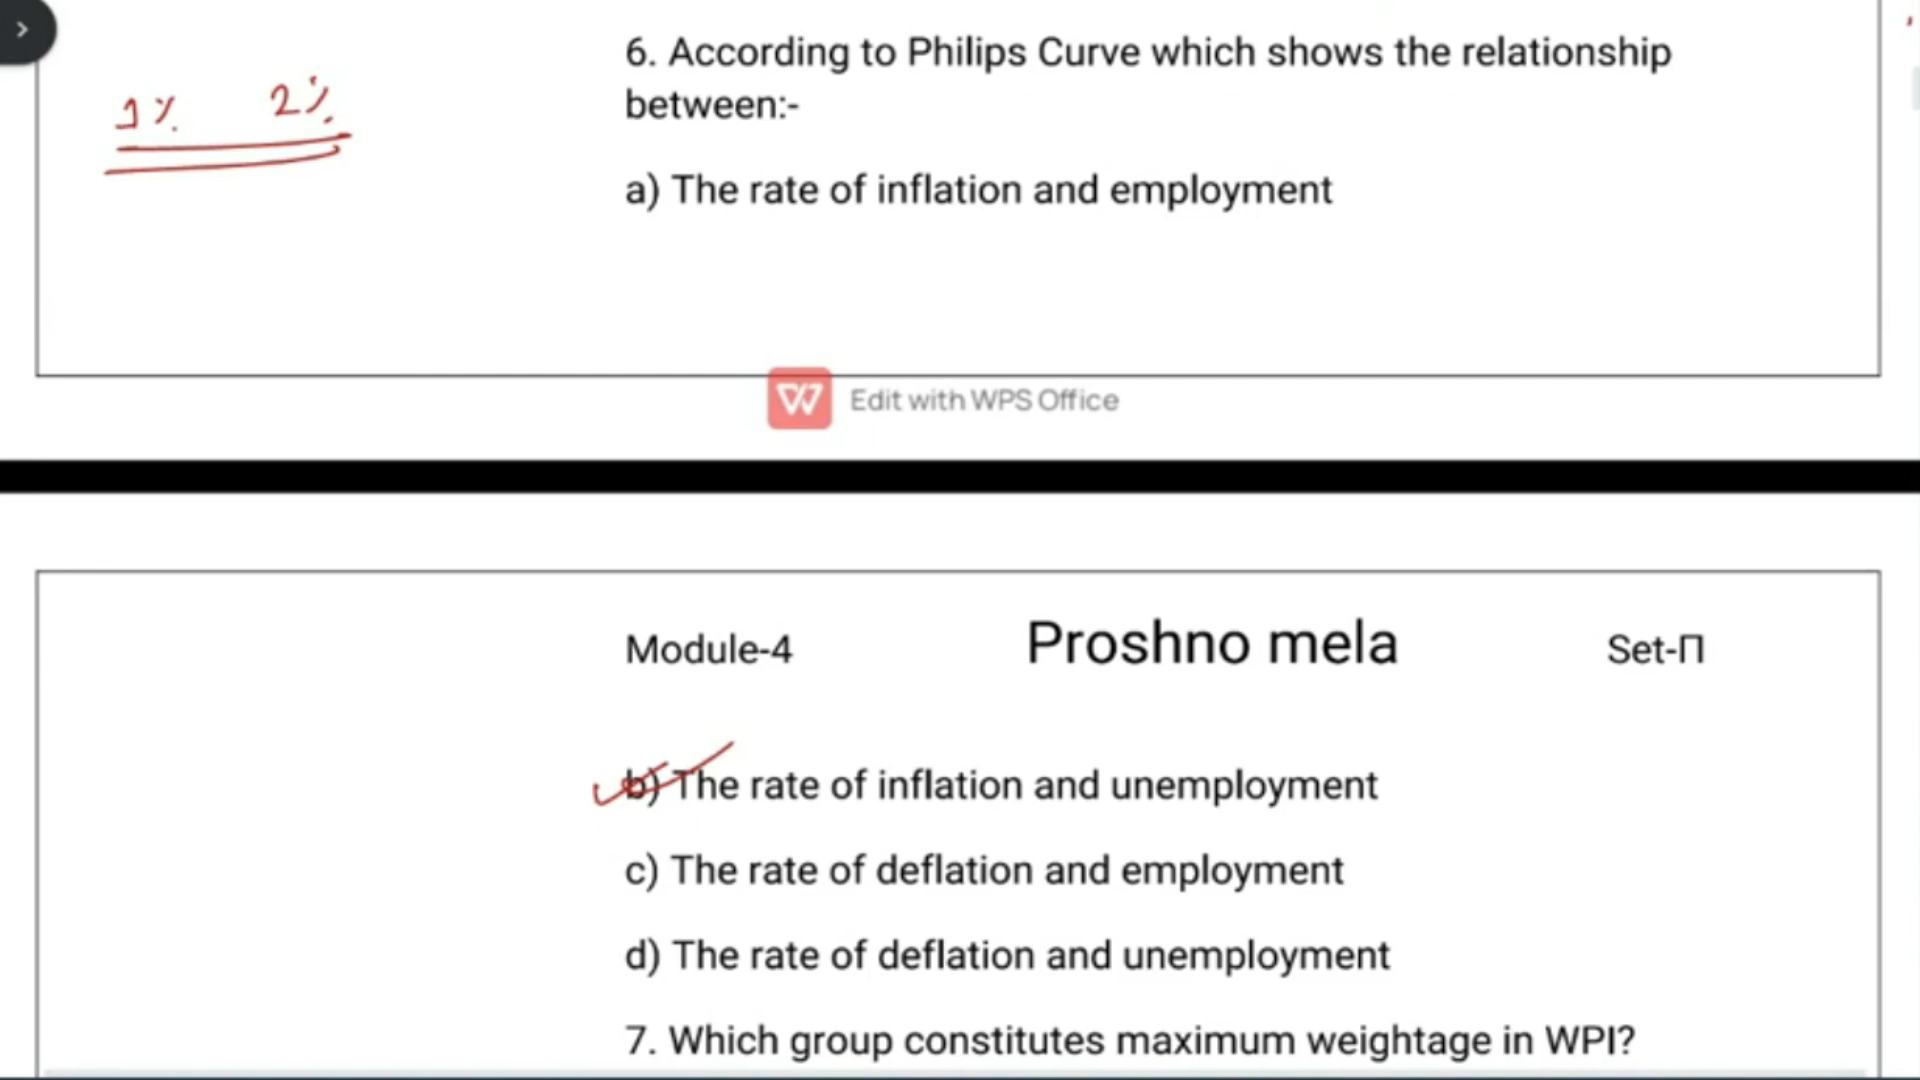 6. According to Philips Curve which shows the relationship
between:-
1% 2%
a) The rate of inflation and employment
Edit with WPS Office
Module-4 Proshno mela Set-Π
b) The rate of inflation and unemployment
c) The rate of deflation and employment
d) The rate of deflation and unemployment
7. Which group constitutes maximum weightage in WPI?